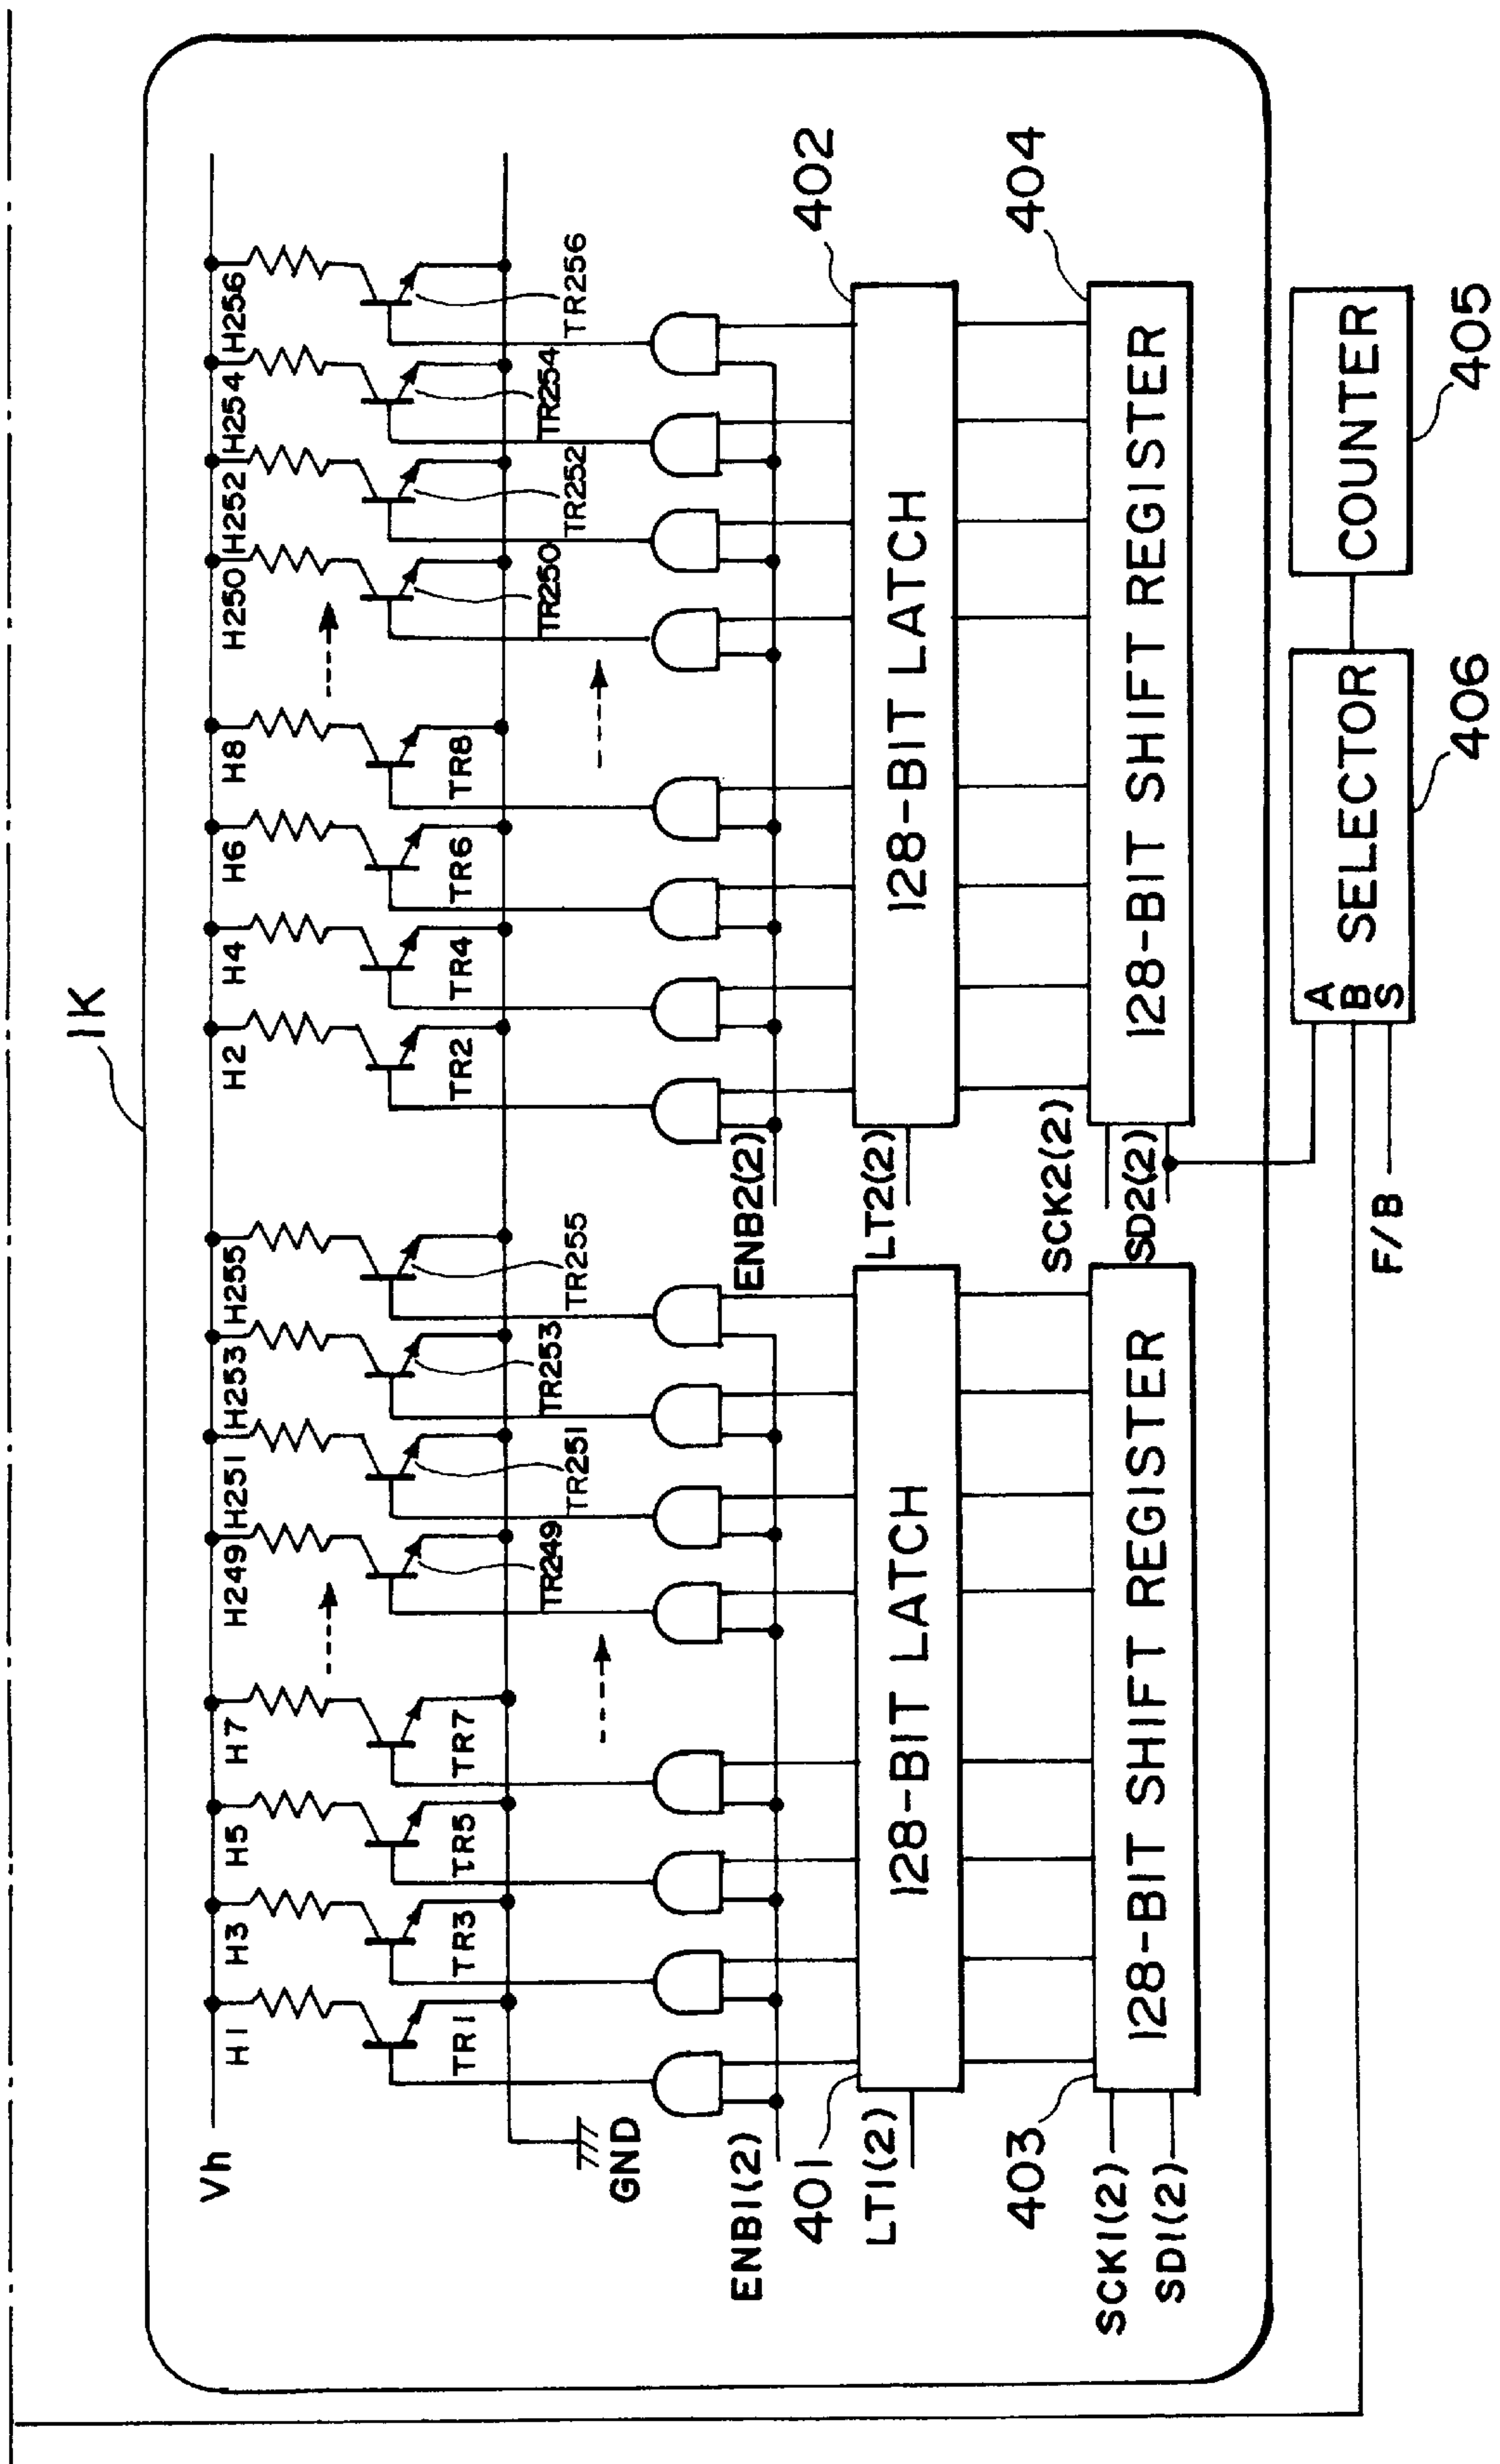 1K
Vh
H1
H3
H5
H7
H249
H251
H253
H255
H2
H4
H6
H8
H250
H252
H254
H256
TR1
TR3
TR5
TR7
TR249
TR251
TR253
TR255
TR2
TR4
TR6
TR8
TR250
TR252
TR254
TR256
GND
ENB1(2)
ENB2(2)
401
LT1(2)
128-BIT LATCH
LT2(2)
128-BIT LATCH
402
403
SCK1(2)
SD1(2)
128-BIT SHIFT REGISTER
SCK2(2)
SD2(2)
128-BIT SHIFT REGISTER
404
F/B
A
B
S
SELECTOR
406
COUNTER
405